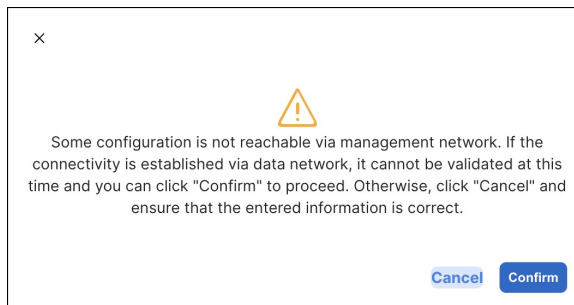 Some configuration is not reachable via management network. If the
connectivity is established via data network, it cannot be validated at this
time and you can click "Confirm" to proceed. Otherwise, click "Cancel" and
ensure that the entered information is correct.
Cancel Confirm